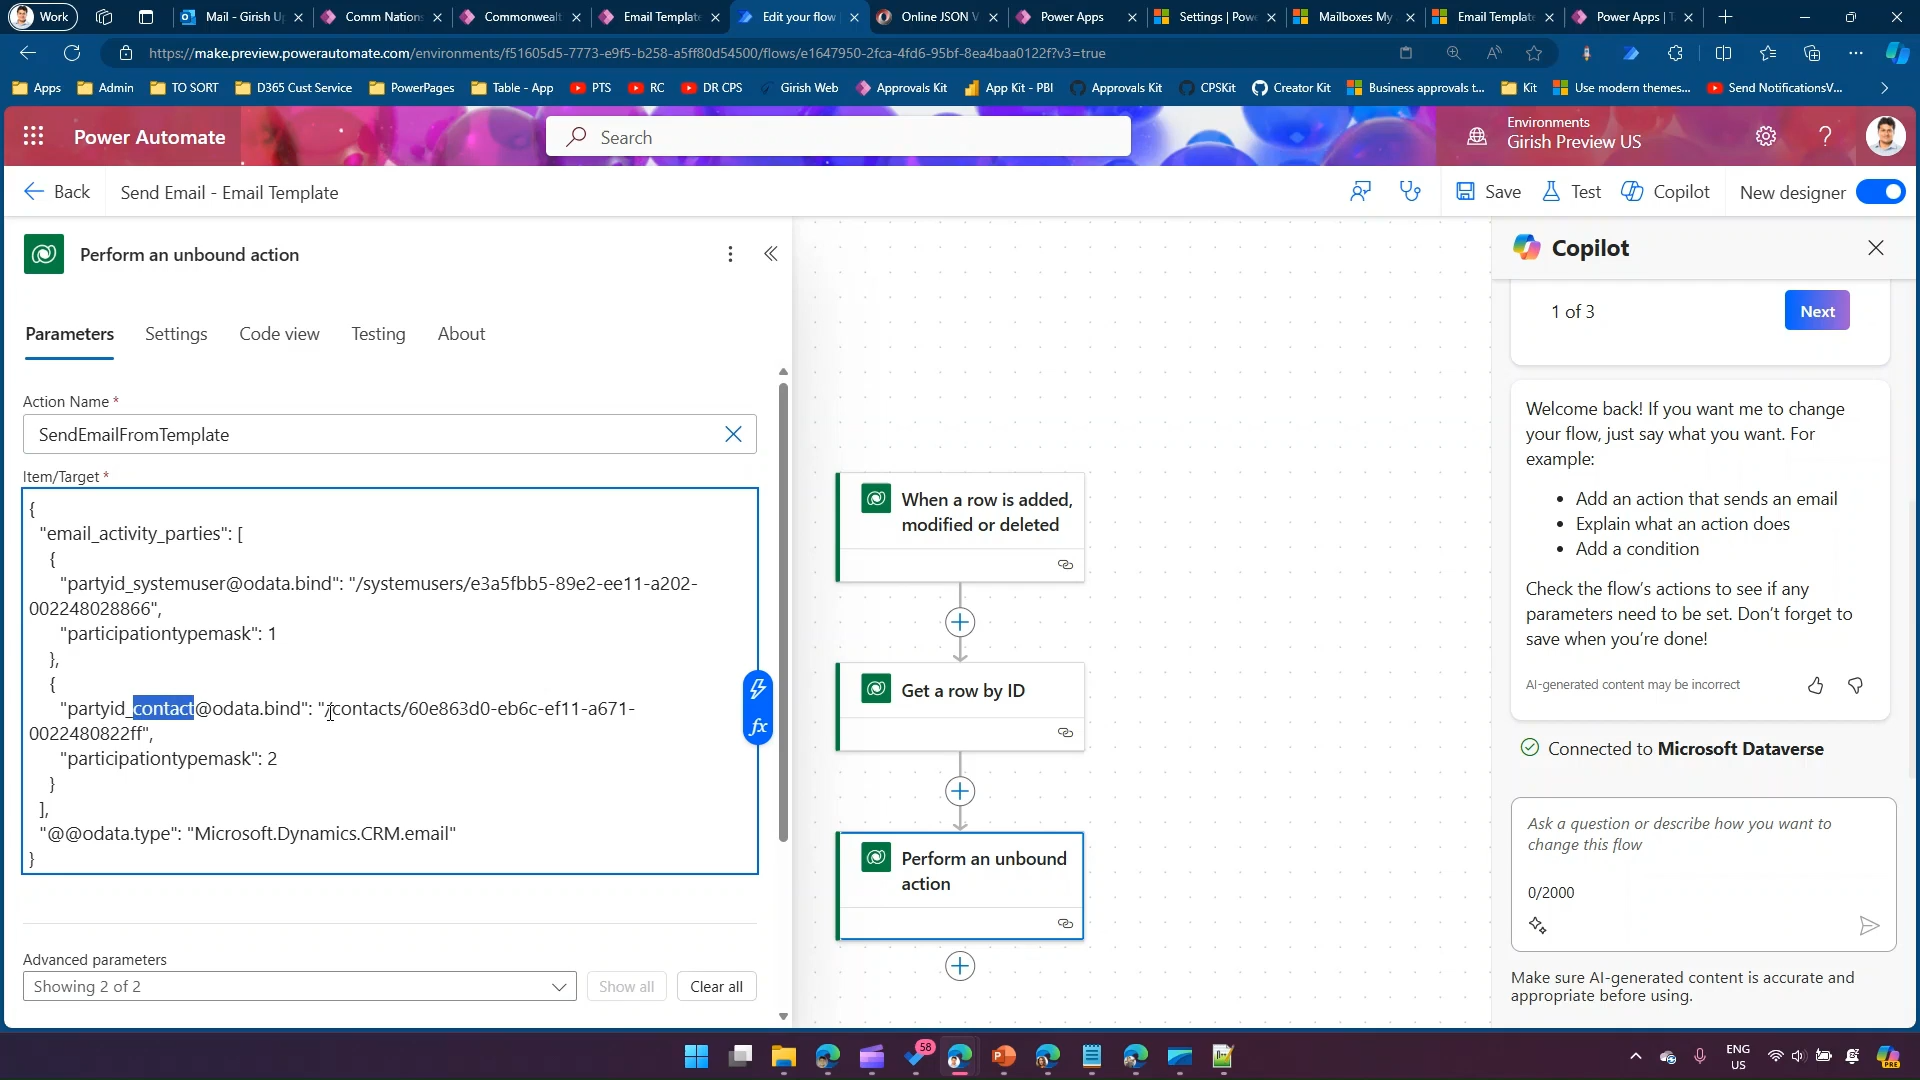 Work
Mail - Girish Up
Comm Nations
Commonwealt
Email Template
Edit your flow
Online JSON V
Power Apps
Settings | Powe
Mailboxes My
Email Template
Power Apps | T
https://make.preview.powerautomate.com/environments/f51605d5-7773-e9f5-b258-a5ff80d54500/flows/e1647950-2fca-4fd6-95bf-8ea4baa0122f?v3=true
Apps
Admin
TO SORT
D365 Cust Service
PowerPages
Table - App
PTS
RC
DR CPS
Girish Web
Approvals Kit
App Kit - PBI
Approvals Kit
CPSKit
Creator Kit
Business approvals t...
Kit
Use modern themes...
Send NotificationsV...
Power Automate
Search
Environments
Girish Preview US
Back
Send Email - Email Template
Save
Test
Copilot
New designer
Perform an unbound action
Parameters
Settings
Code view
Testing
About
Action Name *
SendEmailFromTemplate
Item/Target *
{
"email_activity_parties": [
{
"partyid_systemuser@odata.bind": "/systemusers/e3a5fbb5-89e2-ee11-a202-
002248028866",
"participationtypemask": 1
},
{
"partyid_contact@odata.bind": "/contacts/60e863d0-eb6c-ef11-a671-
0022480822ff",
"participationtypemask": 2
}
],
"@@odata.type": "Microsoft.Dynamics.CRM.email"
}
fx
Advanced parameters
Showing 2 of 2
Show all
Clear all
When a row is added,
modified or deleted
Get a row by ID
Perform an unbound
action
Copilot
1 of 3
Next
Welcome back! If you want me to change
your flow, just say what you want. For
example:
• Add an action that sends an email
• Explain what an action does
• Add a condition
Check the flow's actions to see if any
parameters need to be set. Don't forget to
save when you're done!
AI-generated content may be incorrect
Connected to Microsoft Dataverse
Ask a question or describe how you want to
change this flow
0/2000
Make sure AI-generated content is accurate and
appropriate before using.
58
ENG
US
PRE